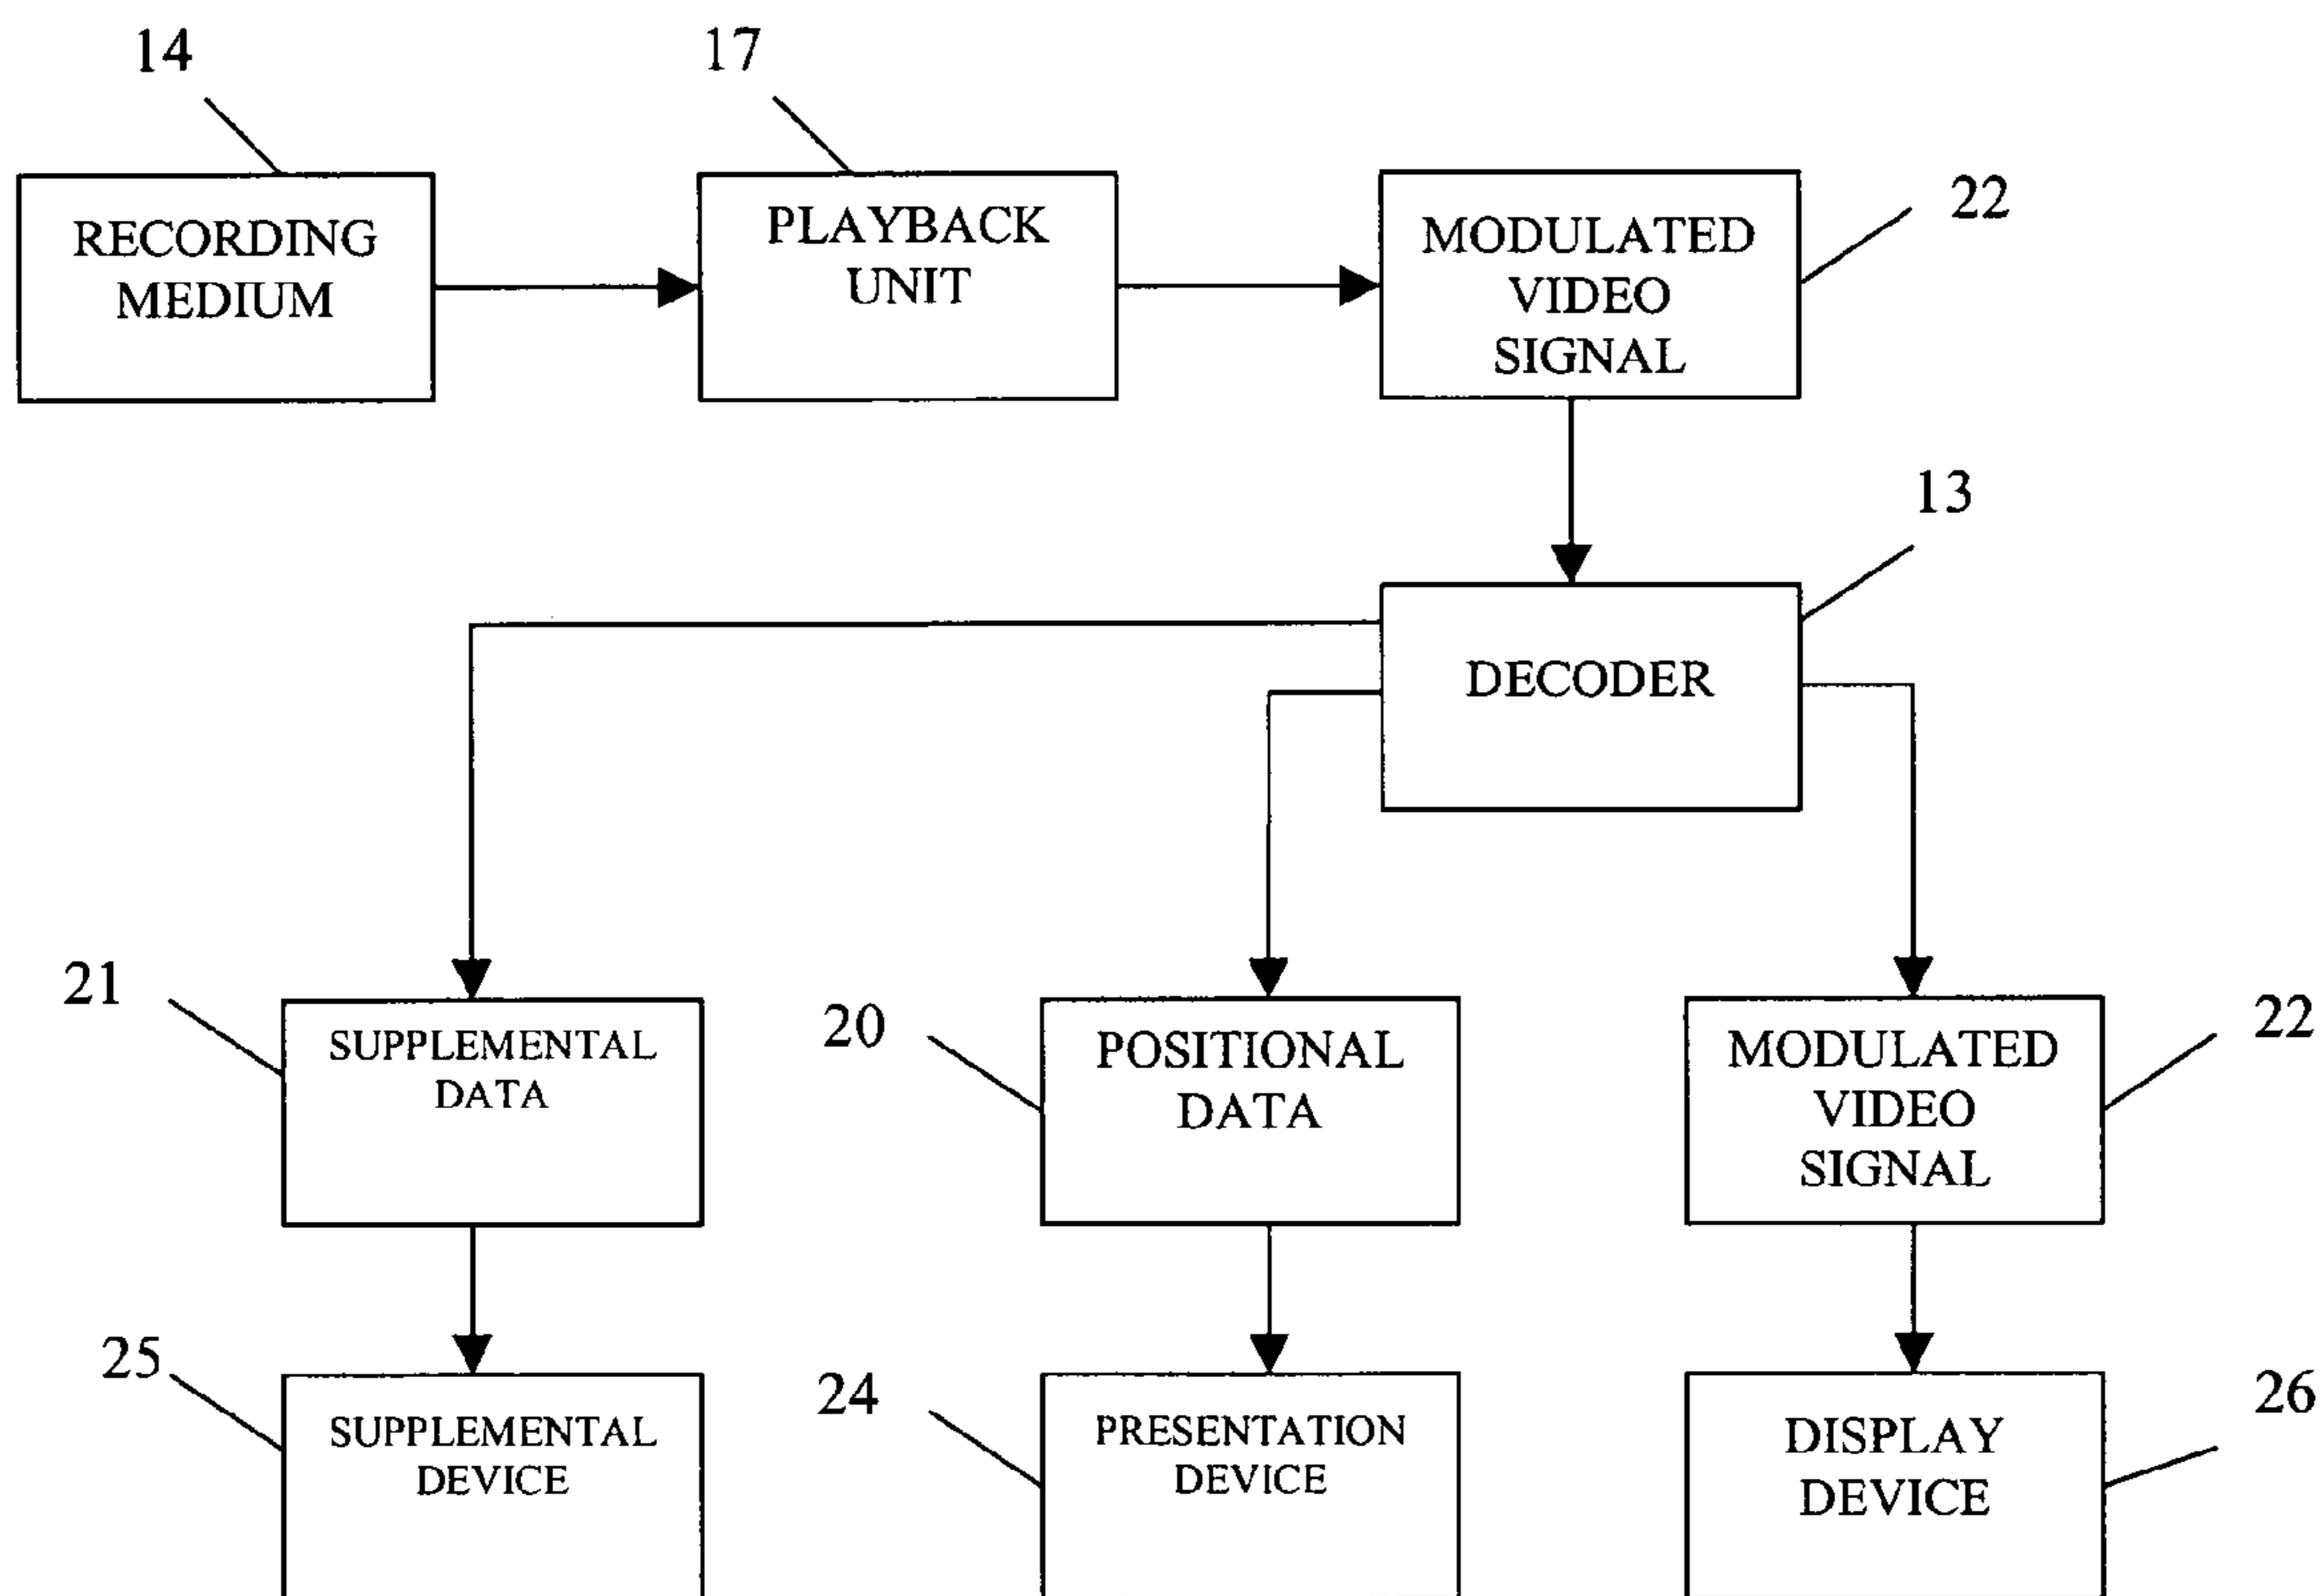 14
17
RECORDING
MEDIUM
PLAYBACK
UNIT
MODULATED
VIDEO
SIGNAL
22
13
DECODER
21
SUPPLEMENTAL
DATA
20
POSITIONAL
DATA
MODULATED
VIDEO
SIGNAL
22
25
SUPPLEMENTAL
DEVICE
24
PRESENTATION
DEVICE
DISPLAY
DEVICE
26